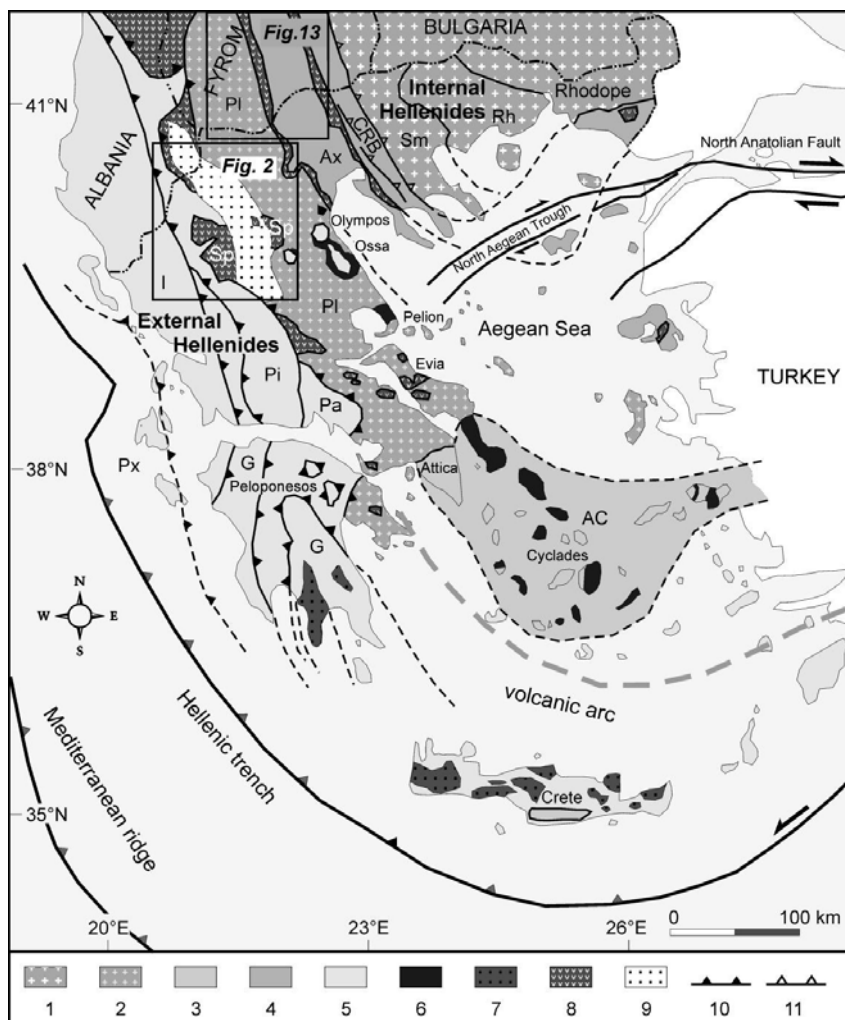 BULGARIA
Fig.13
FYROM
Internal
Hellenides
Rhodope
41°N
Pl
CRB
Rh
Sm
North Anatolian Fault
Ax
Fig. 2
ALBANIA
Olympos
Sp
Ossa
North Aegean Trough
Sp
I
Pl
Pelion
External
Hellenides
Aegean Sea
Evia
TURKEY
Pi
Pa
Px
38°N
G
Attica
Peloponesos
AC
G
Cyclades
N
W
E
S
volcanic arc
Hellenic trench
Mediterranean ridge
Crete
35°N
20°E
23°E
26°E
0 100 km
1 2 3 4 5 6 7 8 9 10 11